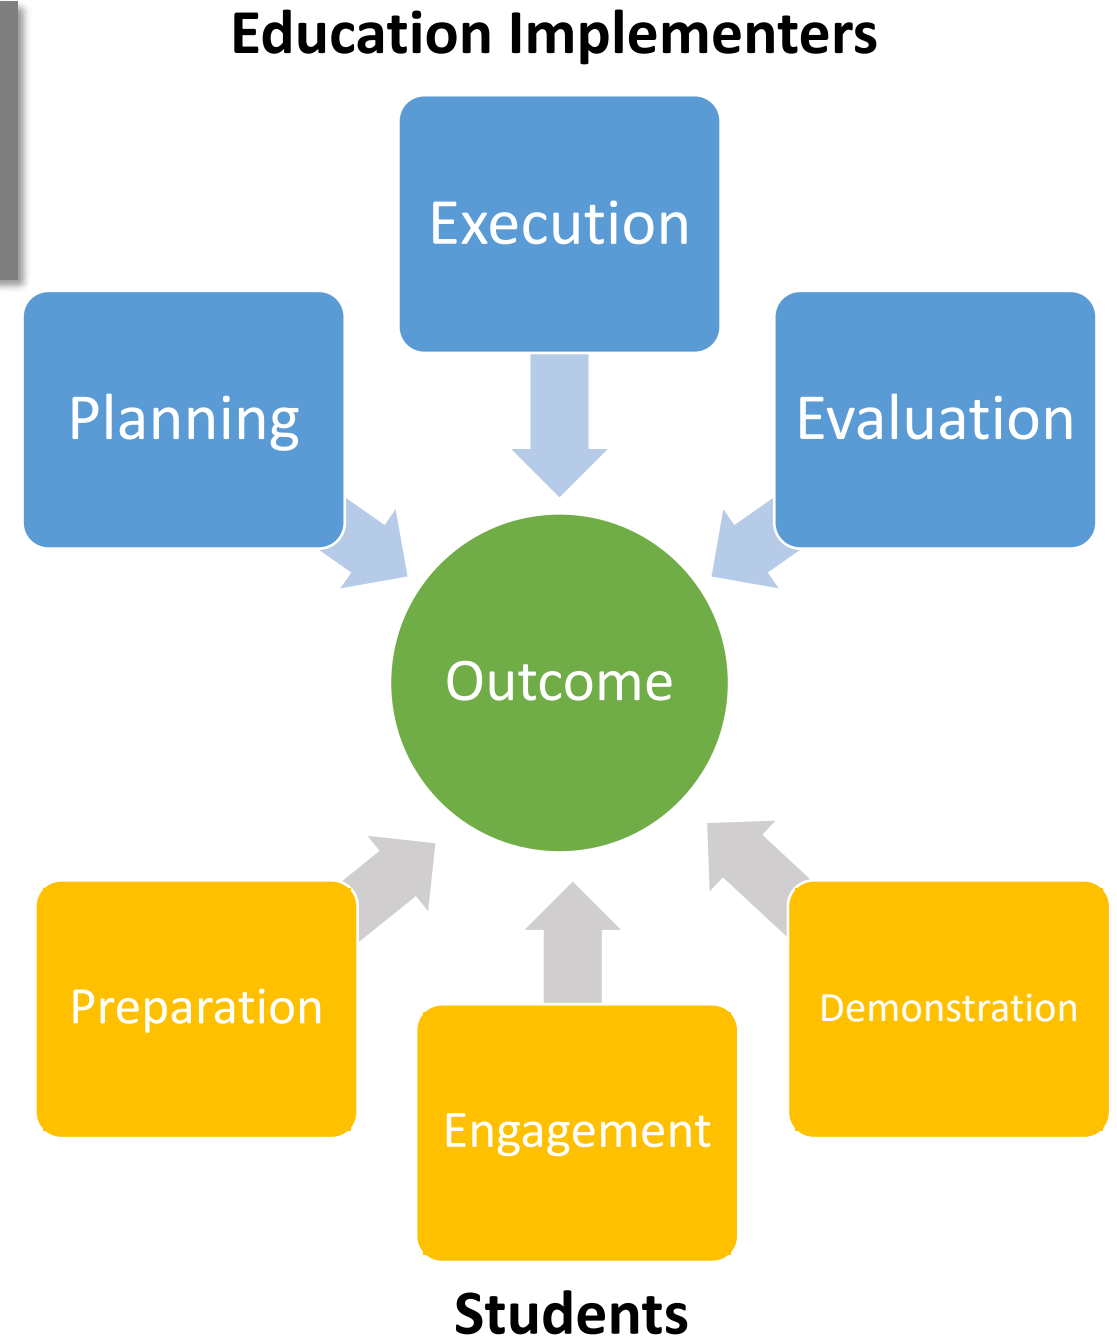 Education Implementers
Execution
Planning
Evaluation
Outcome
Preparation
Demonstration
Engagement
Students